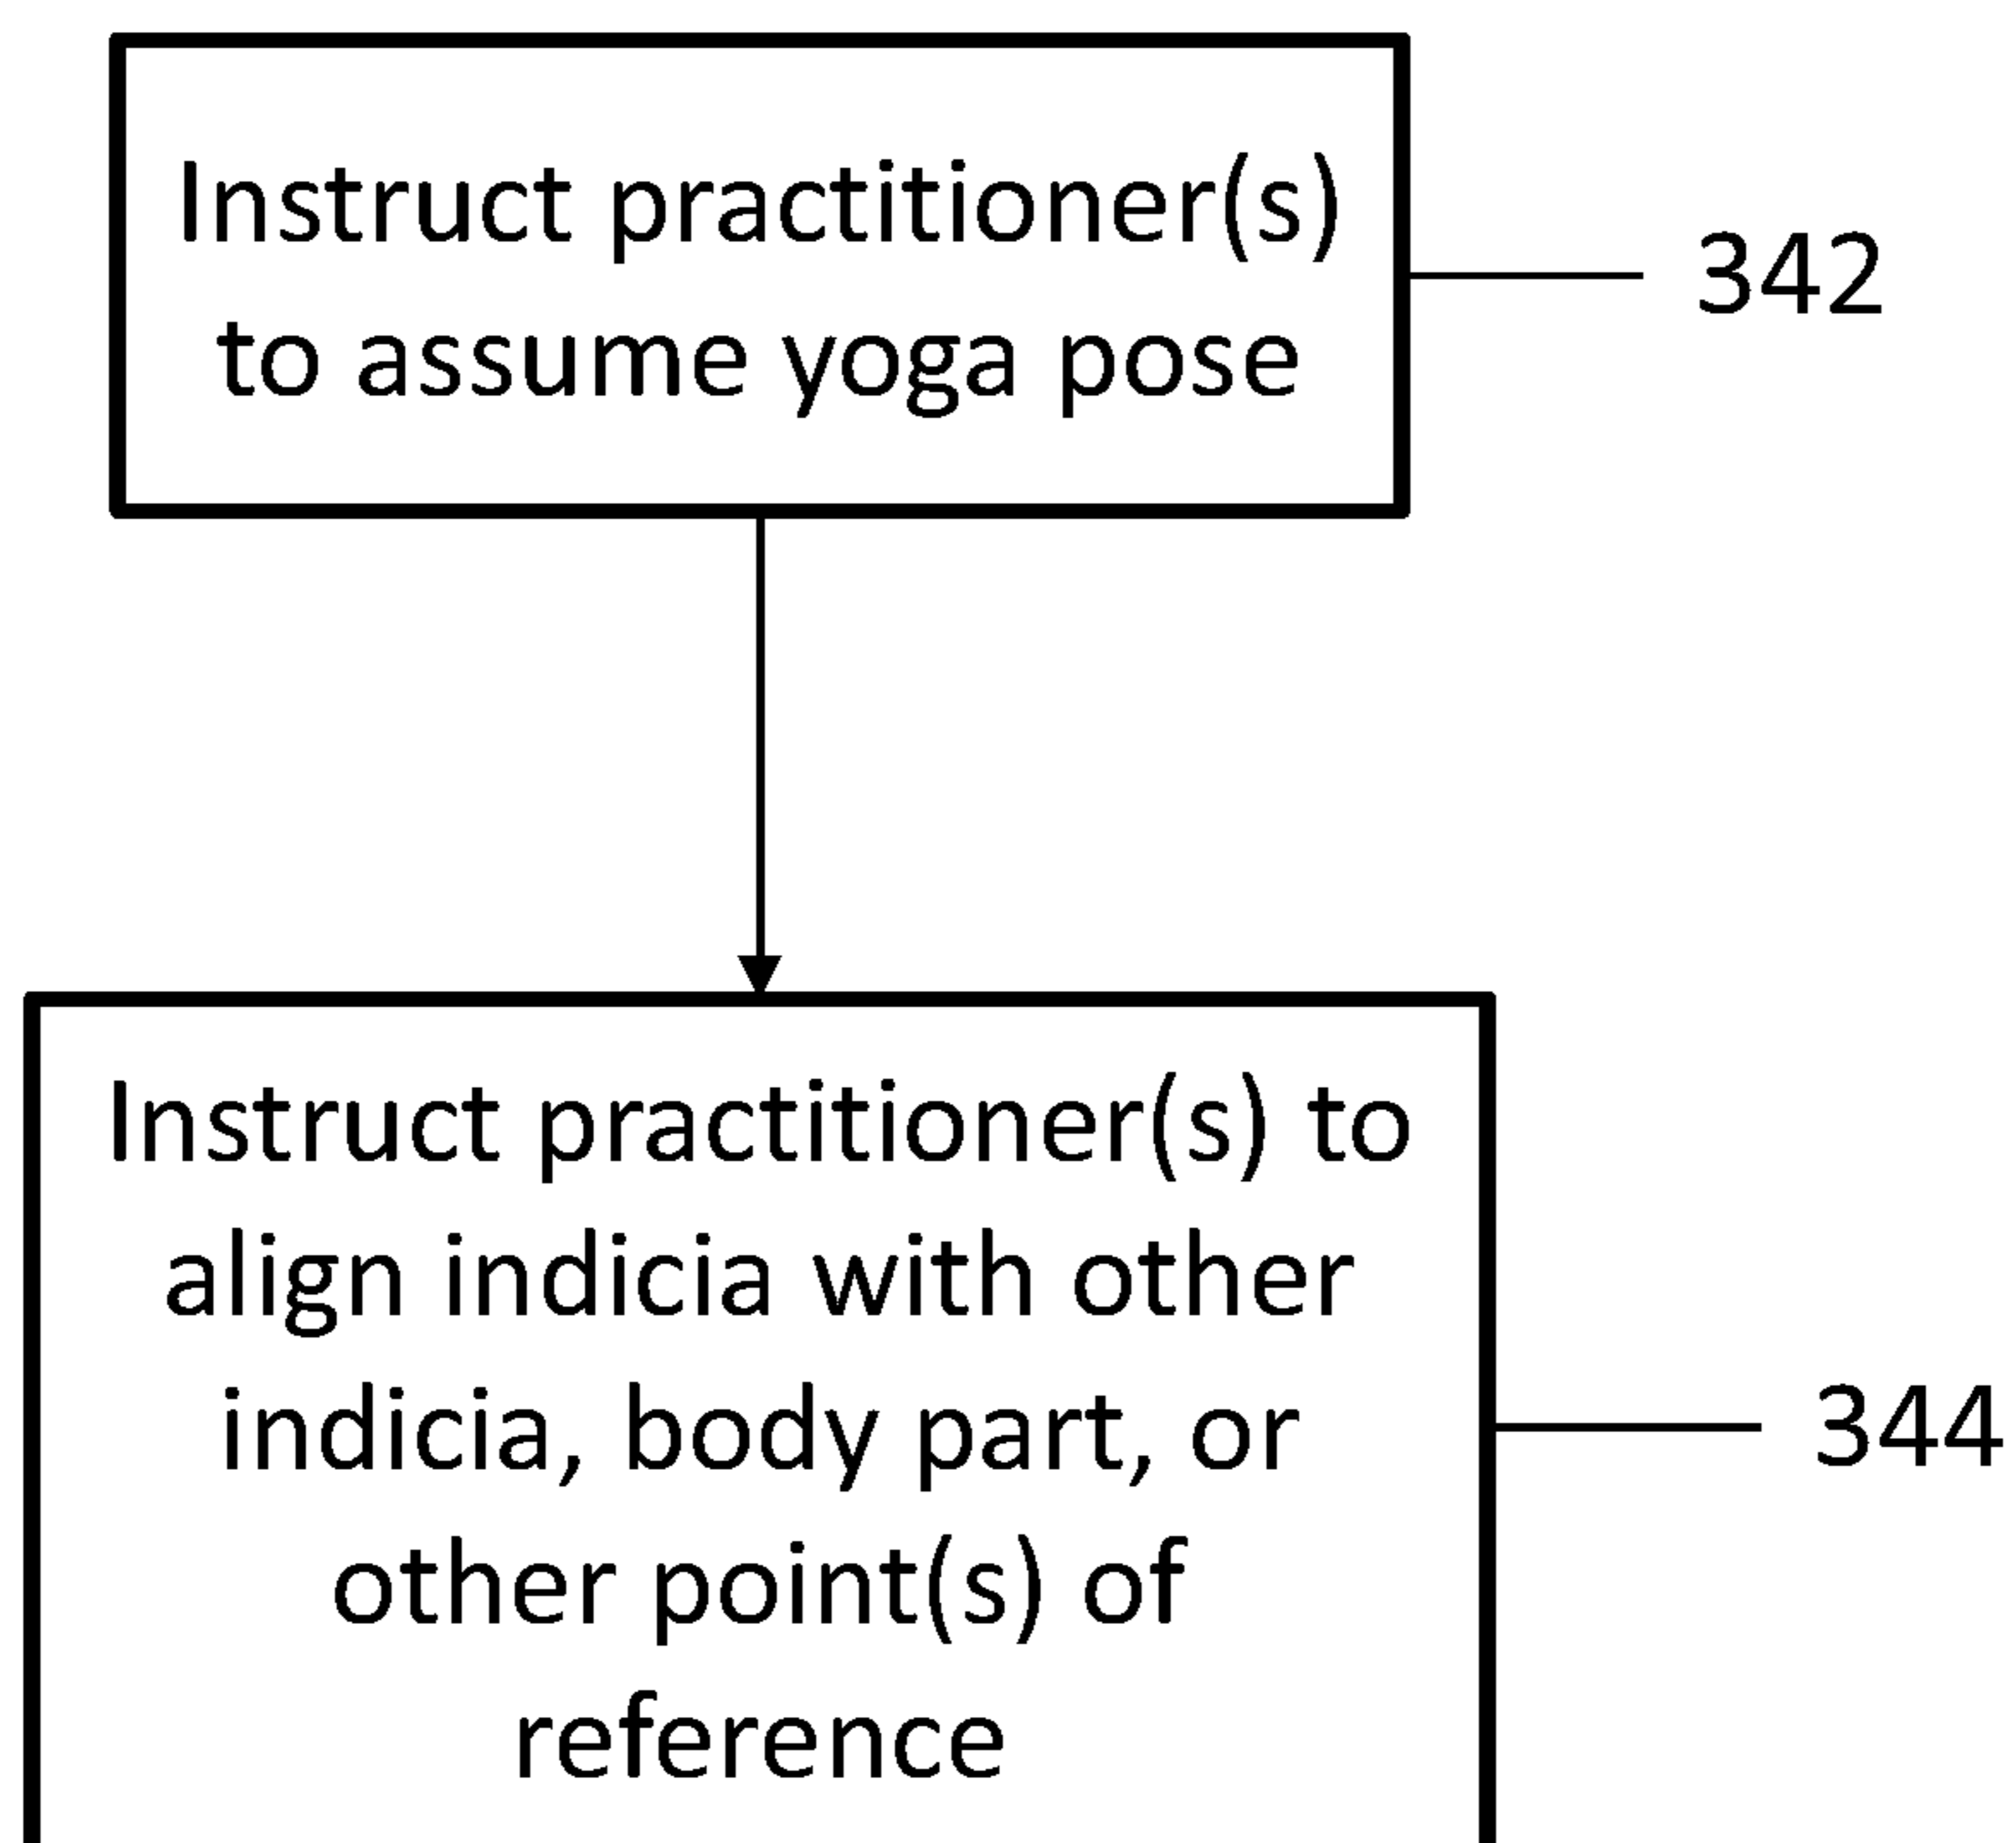 Instruct practitioner(s)
to assume yoga pose
342
Instruct practitioner(s) to
align indicia with other
indicia, body part, or
other point(s) of
reference
344